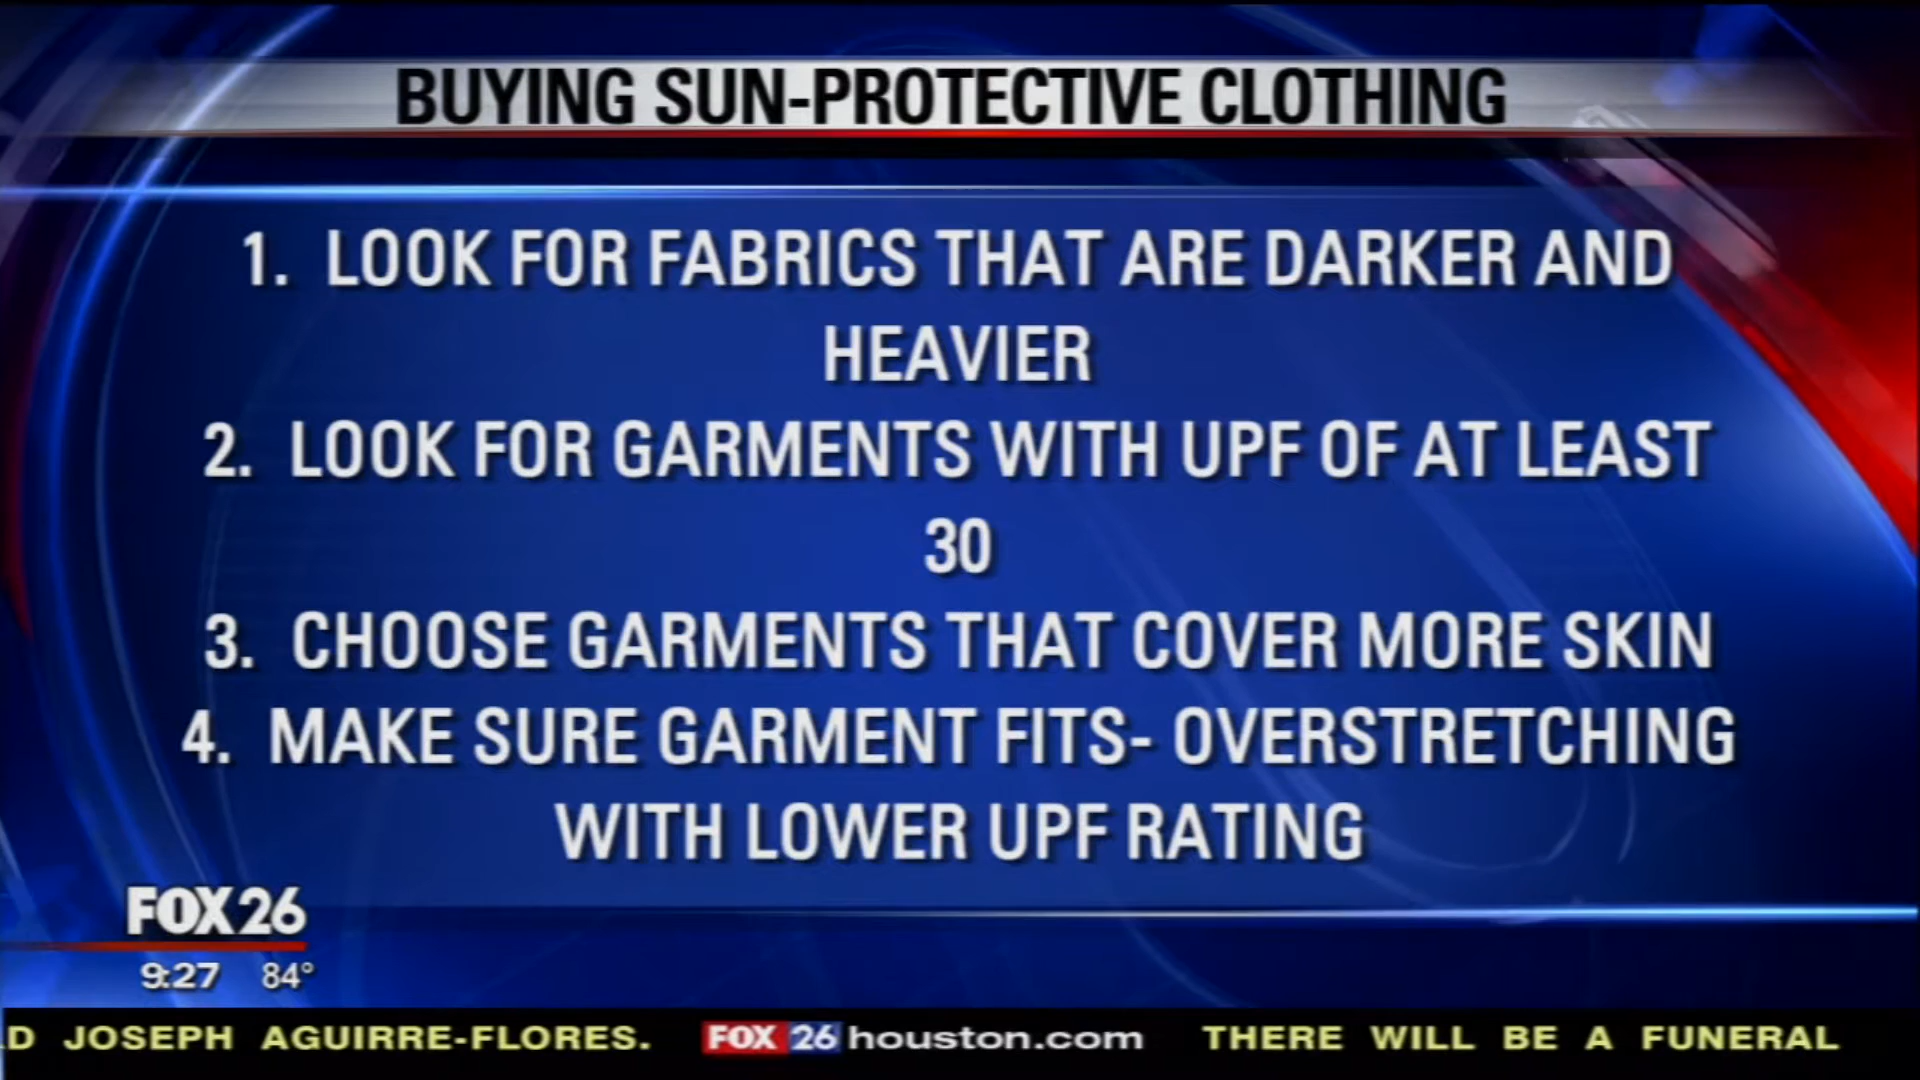 BUYING SUN-PROTECTIVE CLOTHING
1. LOOK FOR FABRICS THAT ARE DARKER AND
HEAVIER
2. LOOK FOR GARMENTS WITH UPF OF AT LEAST
30
3. CHOOSE GARMENTS THAT COVER MORE SKIN
4. MAKE SURE GARMENT FITS- OVERSTRETCHING
WITH LOWER UPF RATING
FOX 26
9:27 84°
D JOSEPH AGUIRRE-FLORES. FOX 26 houston.com THERE WILL BE A FUNERAL